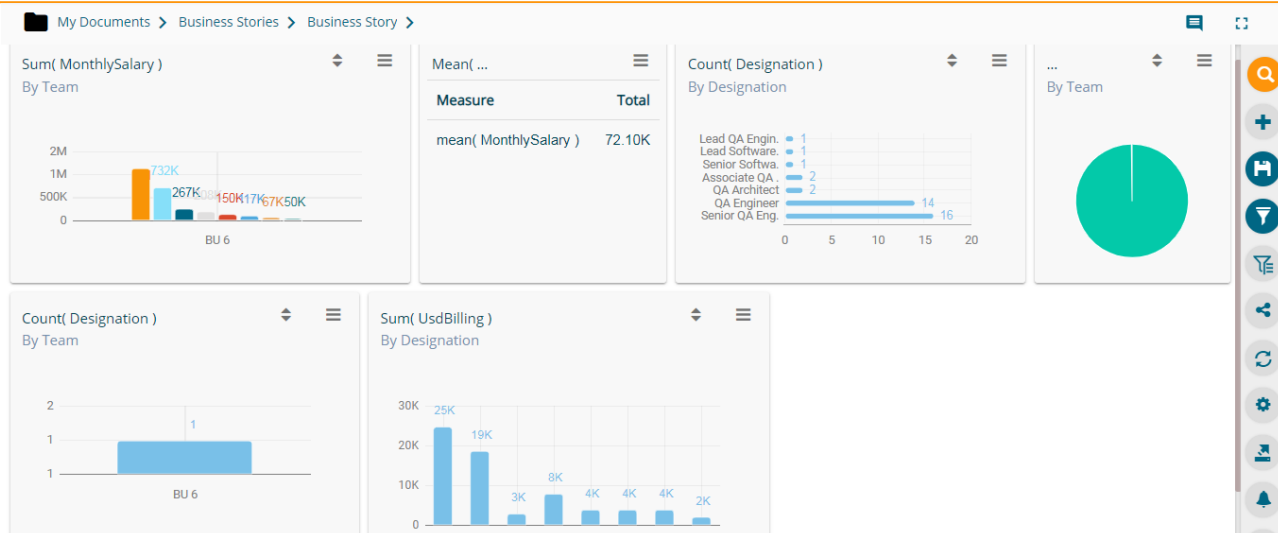 My Documents > Business Stories > Business Story >
Sum( MonthlySalary )
By Team
2M
1M
500K
0
732K
267K
150K
67K
50K
BU 6
Mean( ...
Measure Total
mean( MonthlySalary ) 72.10K
Count( Designation )
By Designation
Lead QA Engin. 1
Lead Software. 1
Senior Softwa. 1
Associate QA . 2
QA Architect 2
QA Engineer 14
Senior QA Eng. 16
0 5 10 15 20
...
By Team
Count( Designation )
By Team
2
1
1
1
BU 6
Sum( UsdBilling )
By Designation
30K
20K
10K
0
25K
19K
3K
8K
4K
4K
4K
2K